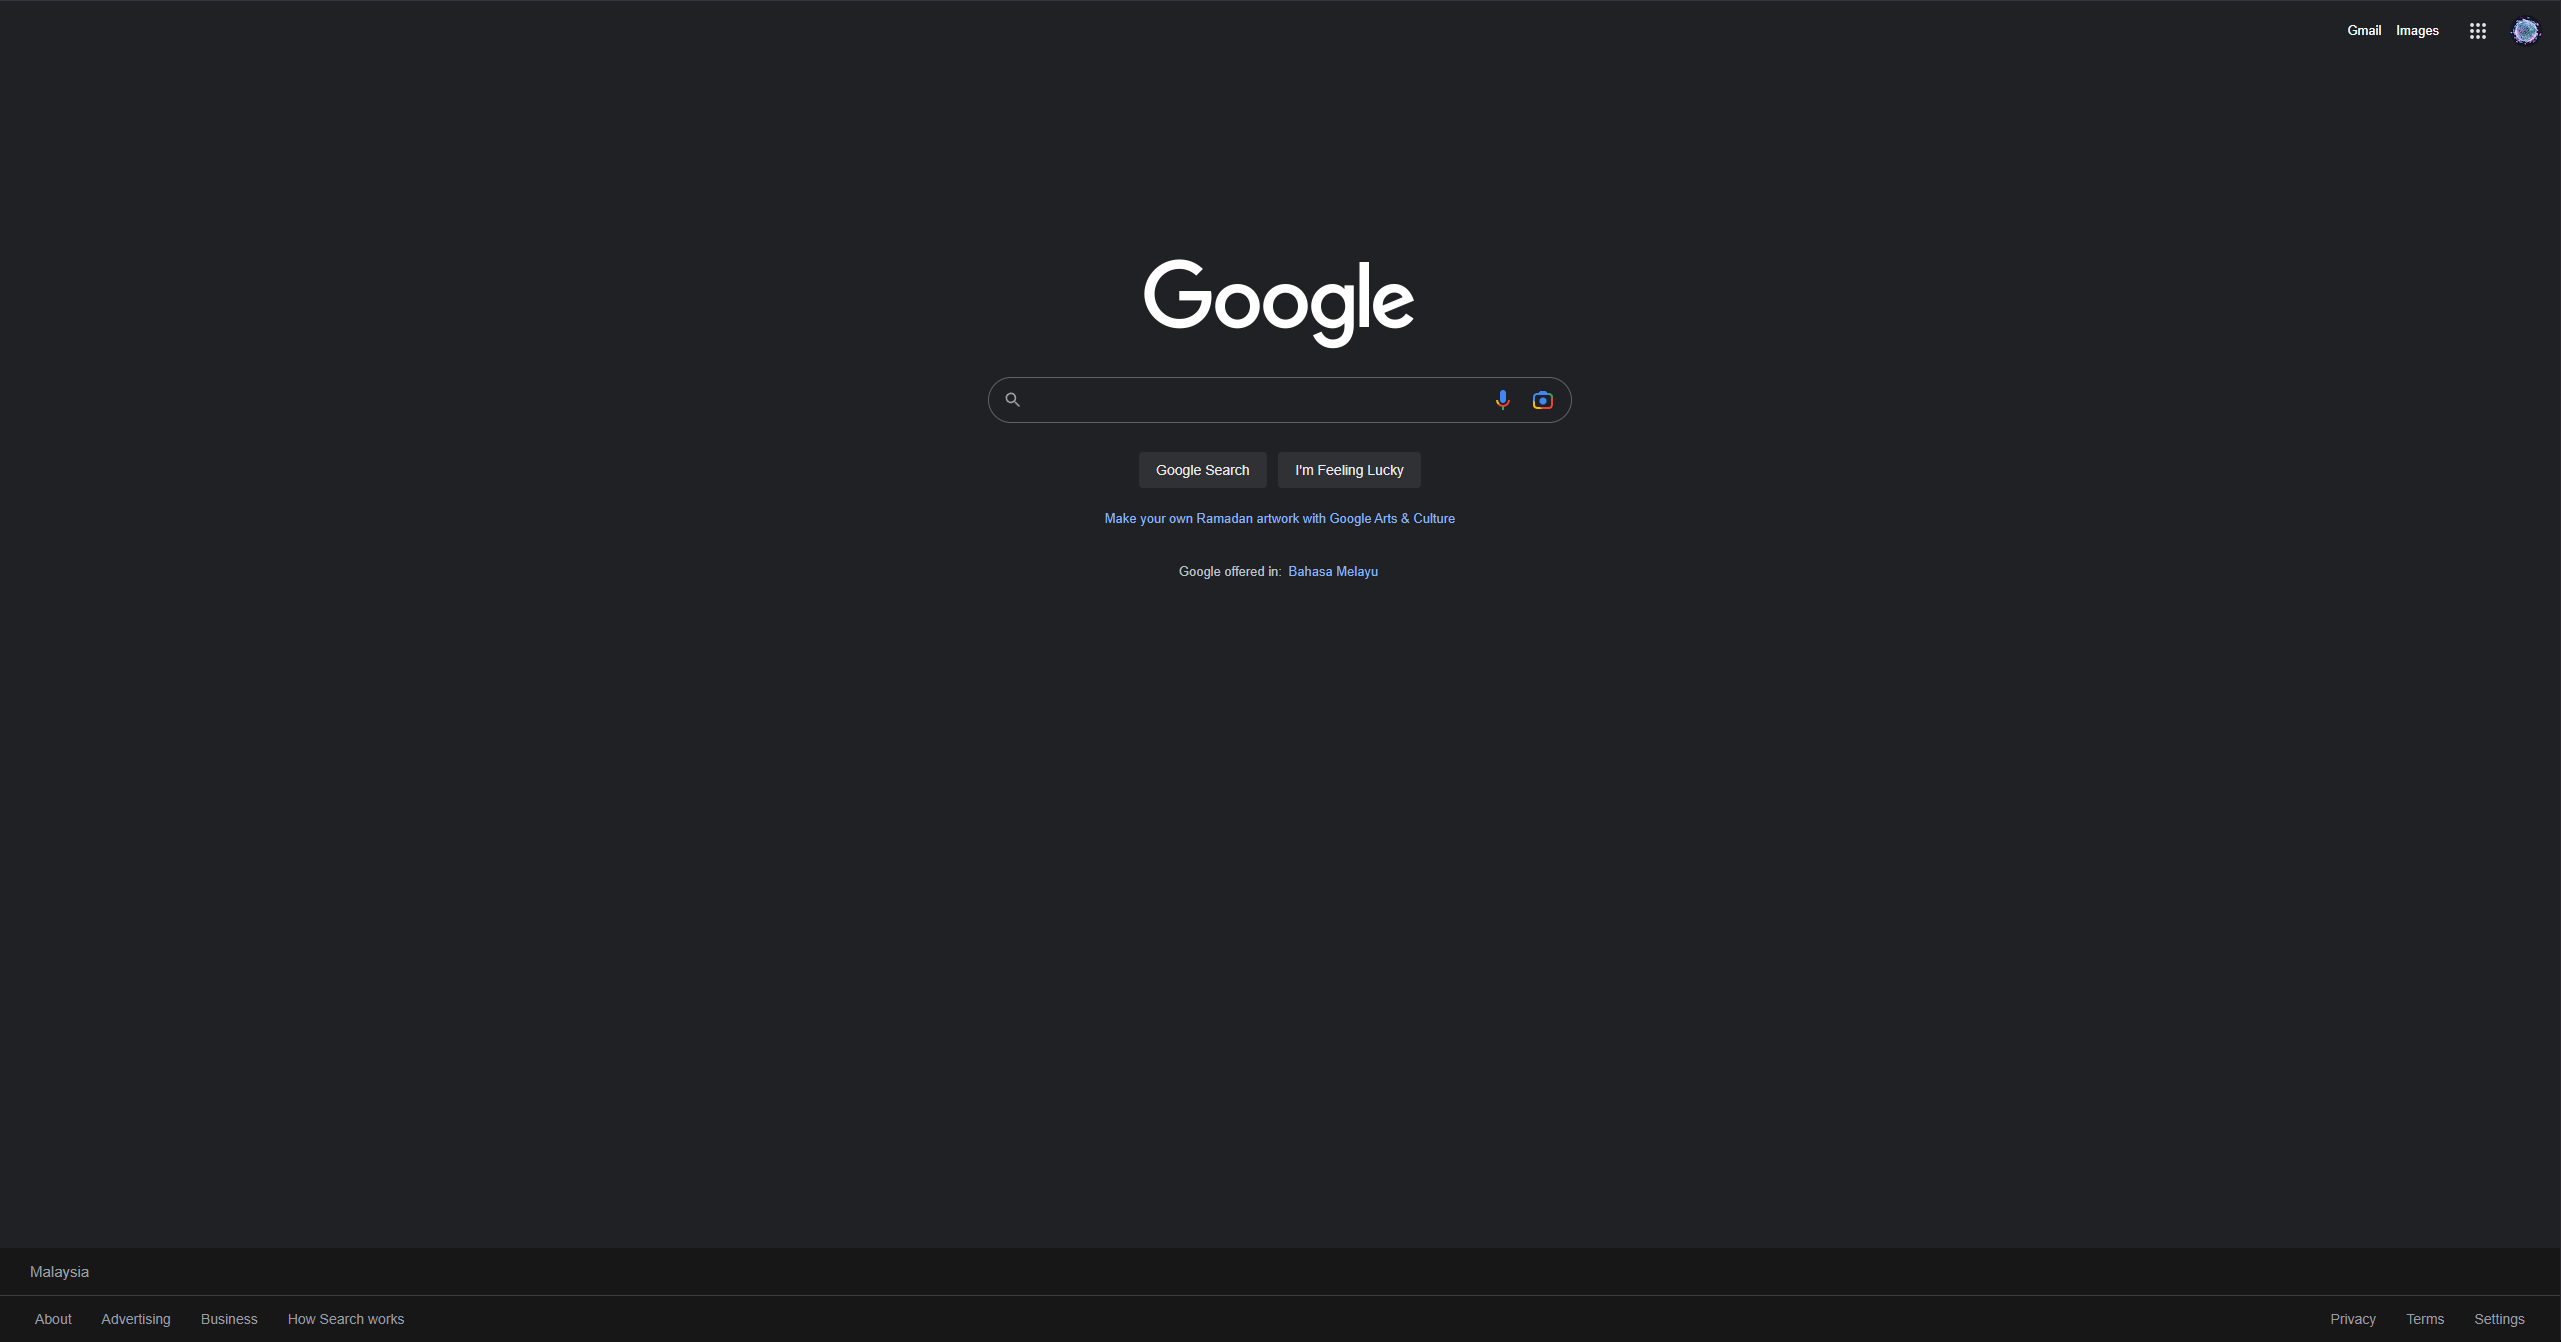 Gmail Images
Google
Google Search I'm Feeling Lucky
Make your own Ramadan artwork with Google Arts & Culture
Google offered in: Bahasa Melayu
Malaysia
About Advertising Business How Search works Privacy Terms Settings